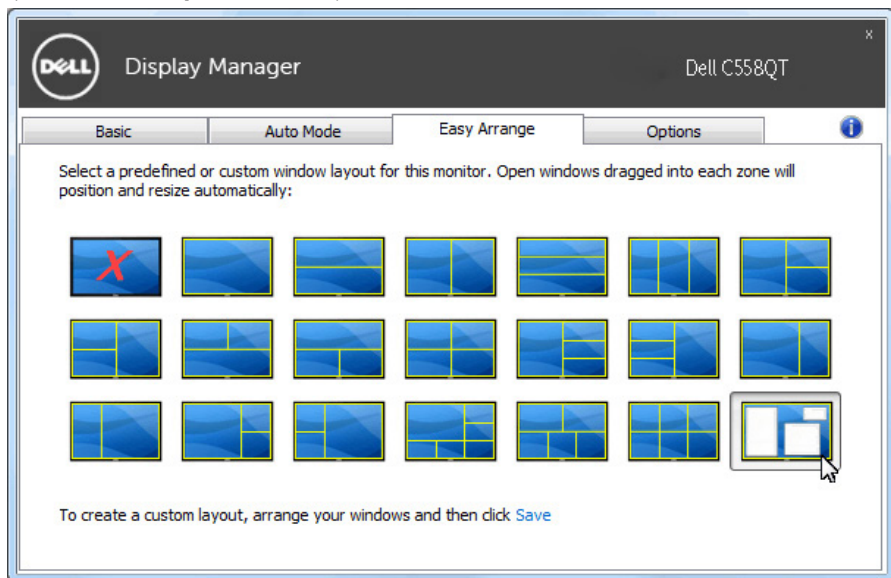 x
DELL
Display Manager
Dell C558QT
Basic
Auto Mode
Easy Arrange
Options
i
Select a predefined or custom window layout for this monitor. Open windows dragged into each zone will
position and resize automatically:
X
To create a custom layout, arrange your windows and then click Save